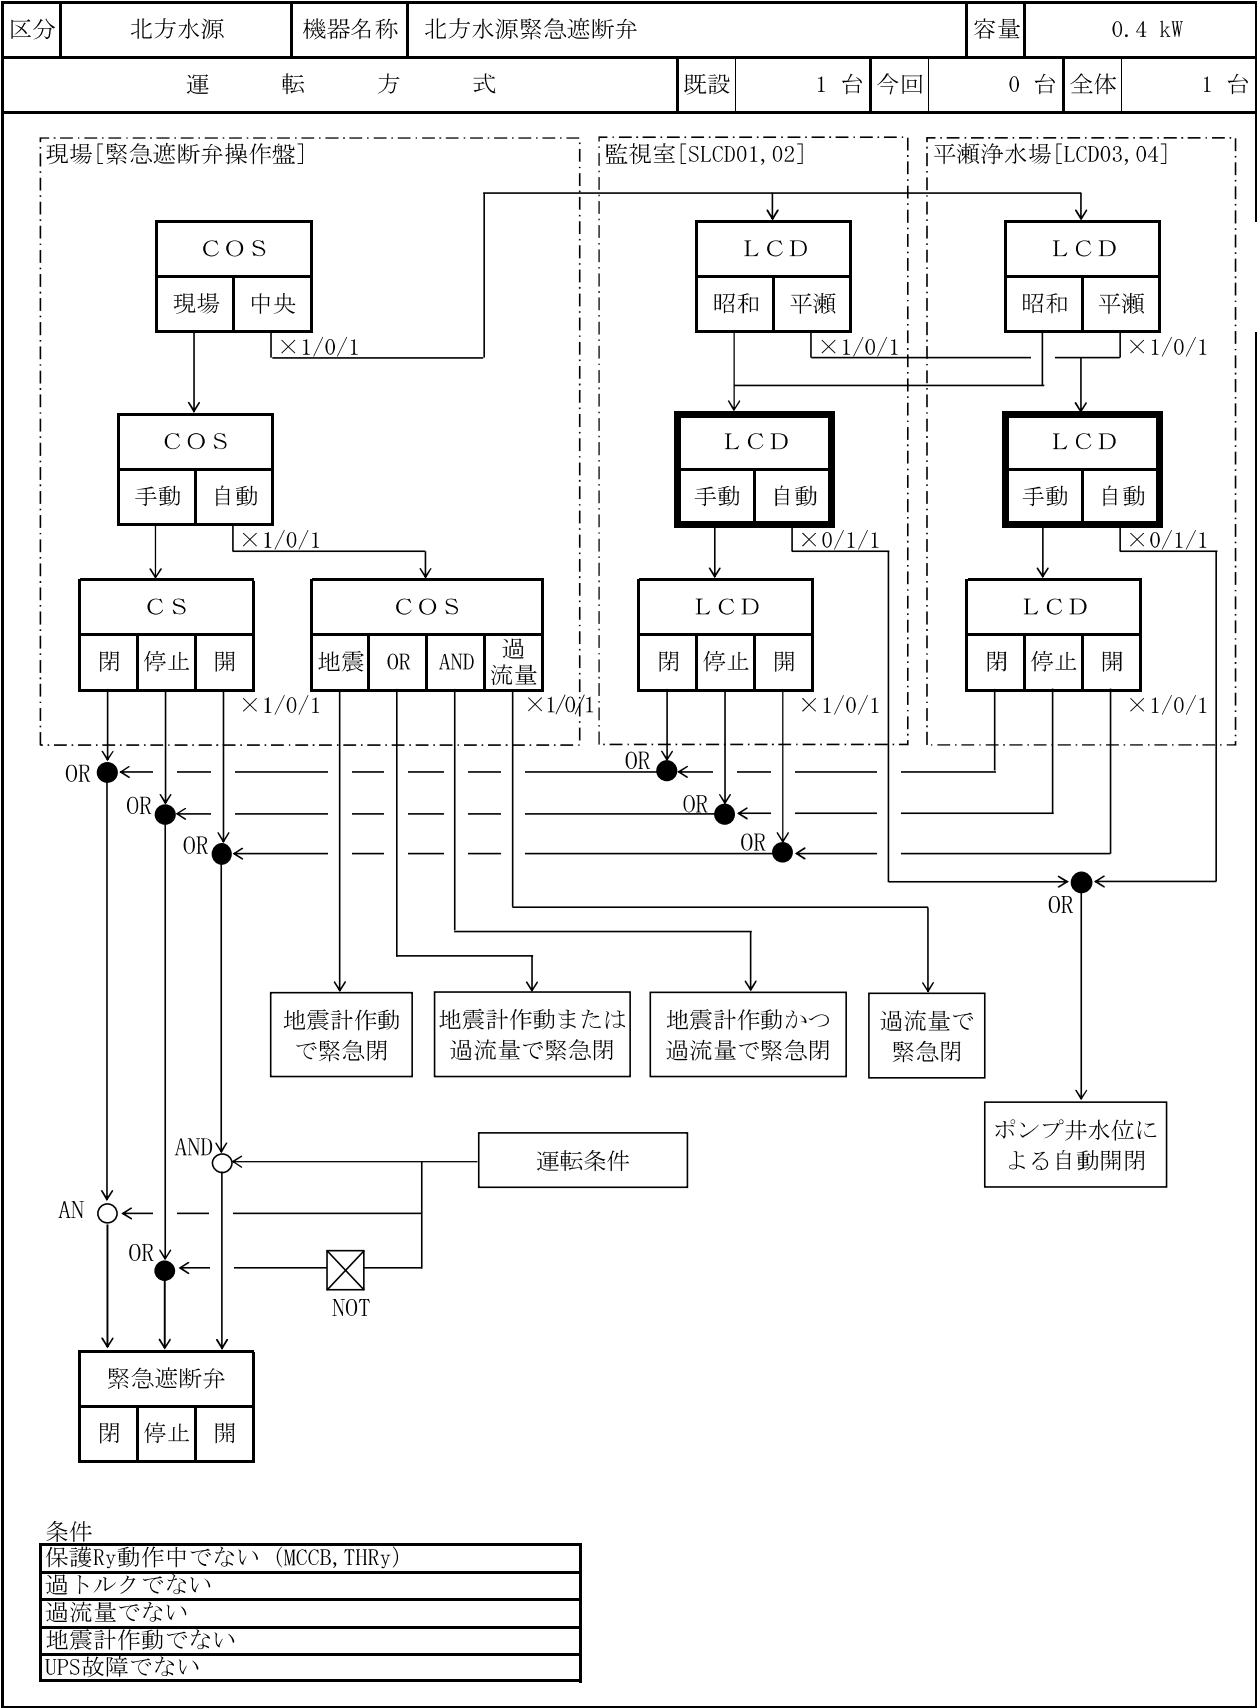 区分 北方水源 機器名称 北方水源緊急遮断弁 容量 0.4 kW
運 転 方 式 既設 1 台 今回 0 台 全体 1 台
現場[緊急遮断弁操作盤] 監視室[SLCD01,02] 平瀬浄水場[LCD03,04]
ＣＯＳ ＬＣＤ ＬＣＤ
現場 中央 昭和 平瀬 昭和 平瀬
×1/0/1 ×1/0/1 ×1/0/1
ＣＯＳ ＬＣＤ ＬＣＤ
手動 自動 手動 自動 手動 自動
×1/0/1 ×0/1/1 ×0/1/1
ＣＳ ＣＯＳ ＬＣＤ ＬＣＤ
閉 停止 開 地震 OR AND 過 閉 停止 開 閉 停止 開
流量
×1/0/1 ×1/0/1 ×1/0/1 ×1/0/1
OR OR
OR OR
OR OR
OR
地震計作動 地震計作動または 地震計作動かつ 過流量で
で緊急閉 過流量で緊急閉 過流量で緊急閉 緊急閉
ポンプ井水位に
よる自動開閉
AND 運転条件
AN
OR
NOT
緊急遮断弁
閉 停止 開
条件
保護Ry動作中でない（MCCB,THRy）
過トルクでない
過流量でない
地震計作動でない
UPS故障でない